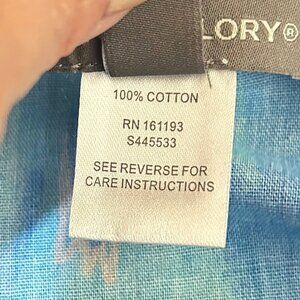 LORY®
100% COTTON
RN 161193
S445533
SEE REVERSE FOR
CARE INSTRUCTIONS